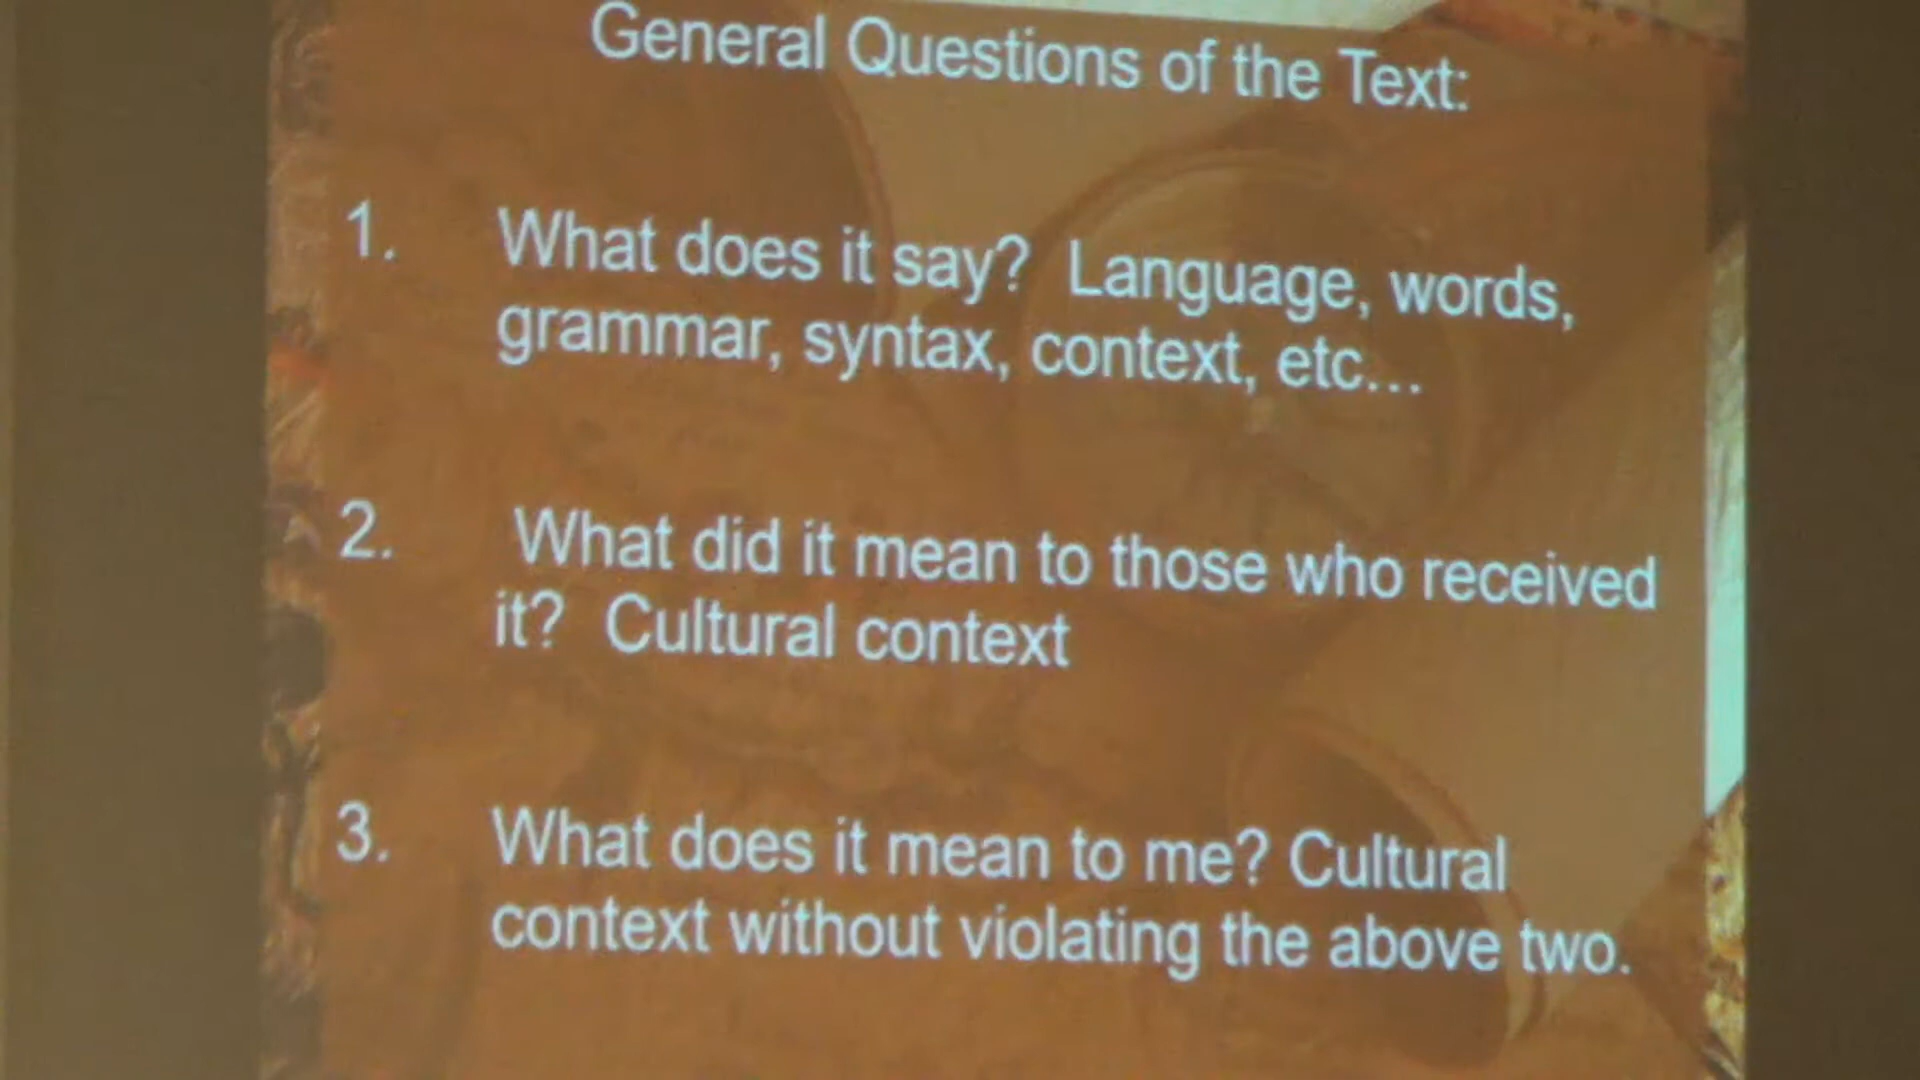 General Questions of the Text:
1. What does it say?  Language, words,
grammar, syntax, context, etc...
2. What did it mean to those who received
it?  Cultural context
3. What does it mean to me? Cultural
context without violating the above two.